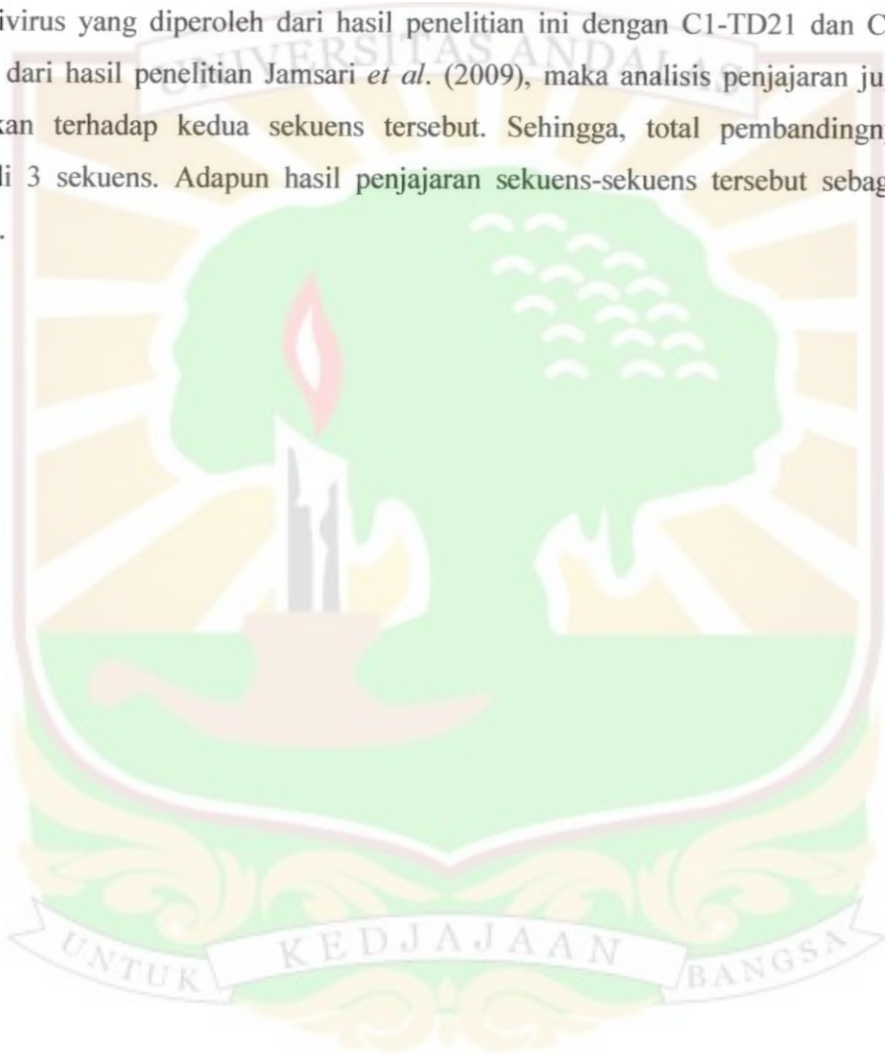 ivirus yang diperoleh dari hasil penelitian ini dengan C1-TD21 dan C
dari hasil penelitian Jamsari et al. (2009), maka analisis penjajaran ju
kan terhadap kedua sekuens tersebut. Sehingga, total pembandingn
li 3 sekuens. Adapun hasil penjajaran sekuens-sekuens tersebut sebag
.
UNIVERSITAS ANDALAS
UNTUK KEDJAJAAN BANGSA